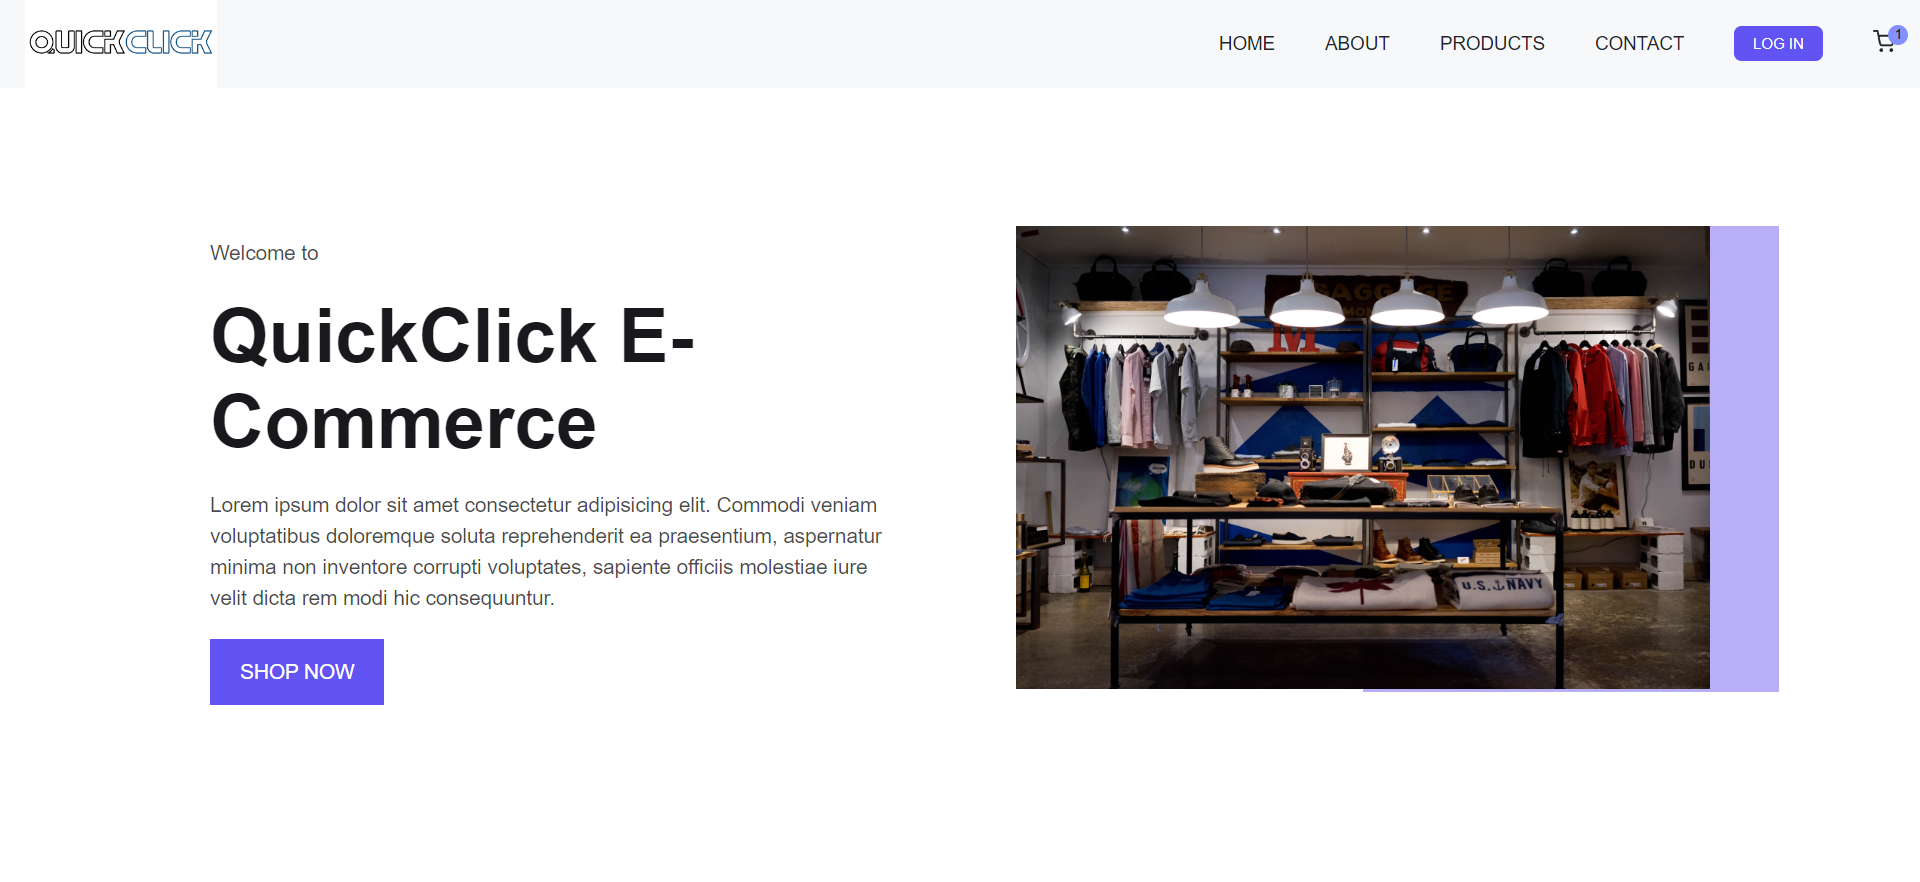 QUICKCLICK
HOME ABOUT PRODUCTS CONTACT LOG IN 1
Welcome to
QuickClick E-
Commerce
Lorem ipsum dolor sit amet consectetur adipisicing elit. Commodi veniam
voluptatibus doloremque soluta reprehenderit ea praesentium, aspernatur
minima non inventore corrupti voluptates, sapiente officiis molestiae iure
velit dicta rem modi hic consequuntur.
SHOP NOW
BAGGAGE
M
U.S. NAVY